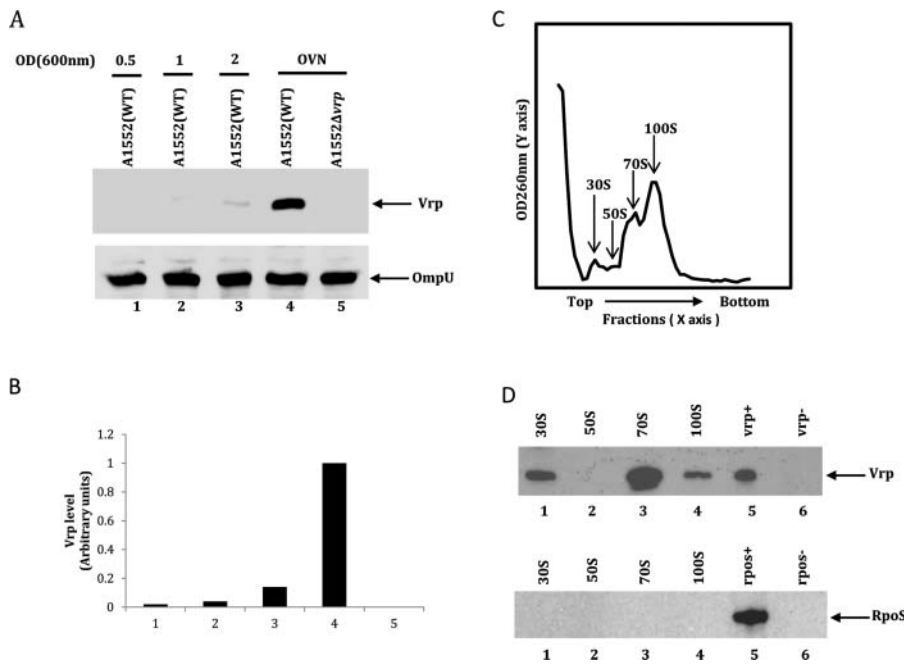 A
OD(600nm) 0.5 1 2 OVN
A1552(WT) A1552(WT) A1552(WT) A1552(WT) A1552Δvrp
Vrp
OmpU
1 2 3 4 5
B
Vrp level
(Arbitrary units)
1.2
1
0.8
0.6
0.4
0.2
0
1 2 3 4 5
C
OD260nm (Y axis)
30S 50S 70S 100S
Top Bottom
Fractions ( X axis )
D
30S 50S 70S 100S vrp+ vrp-
Vrp
1 2 3 4 5 6
30S 50S 70S 100S rpos+ rpos-
RpoS
1 2 3 4 5 6